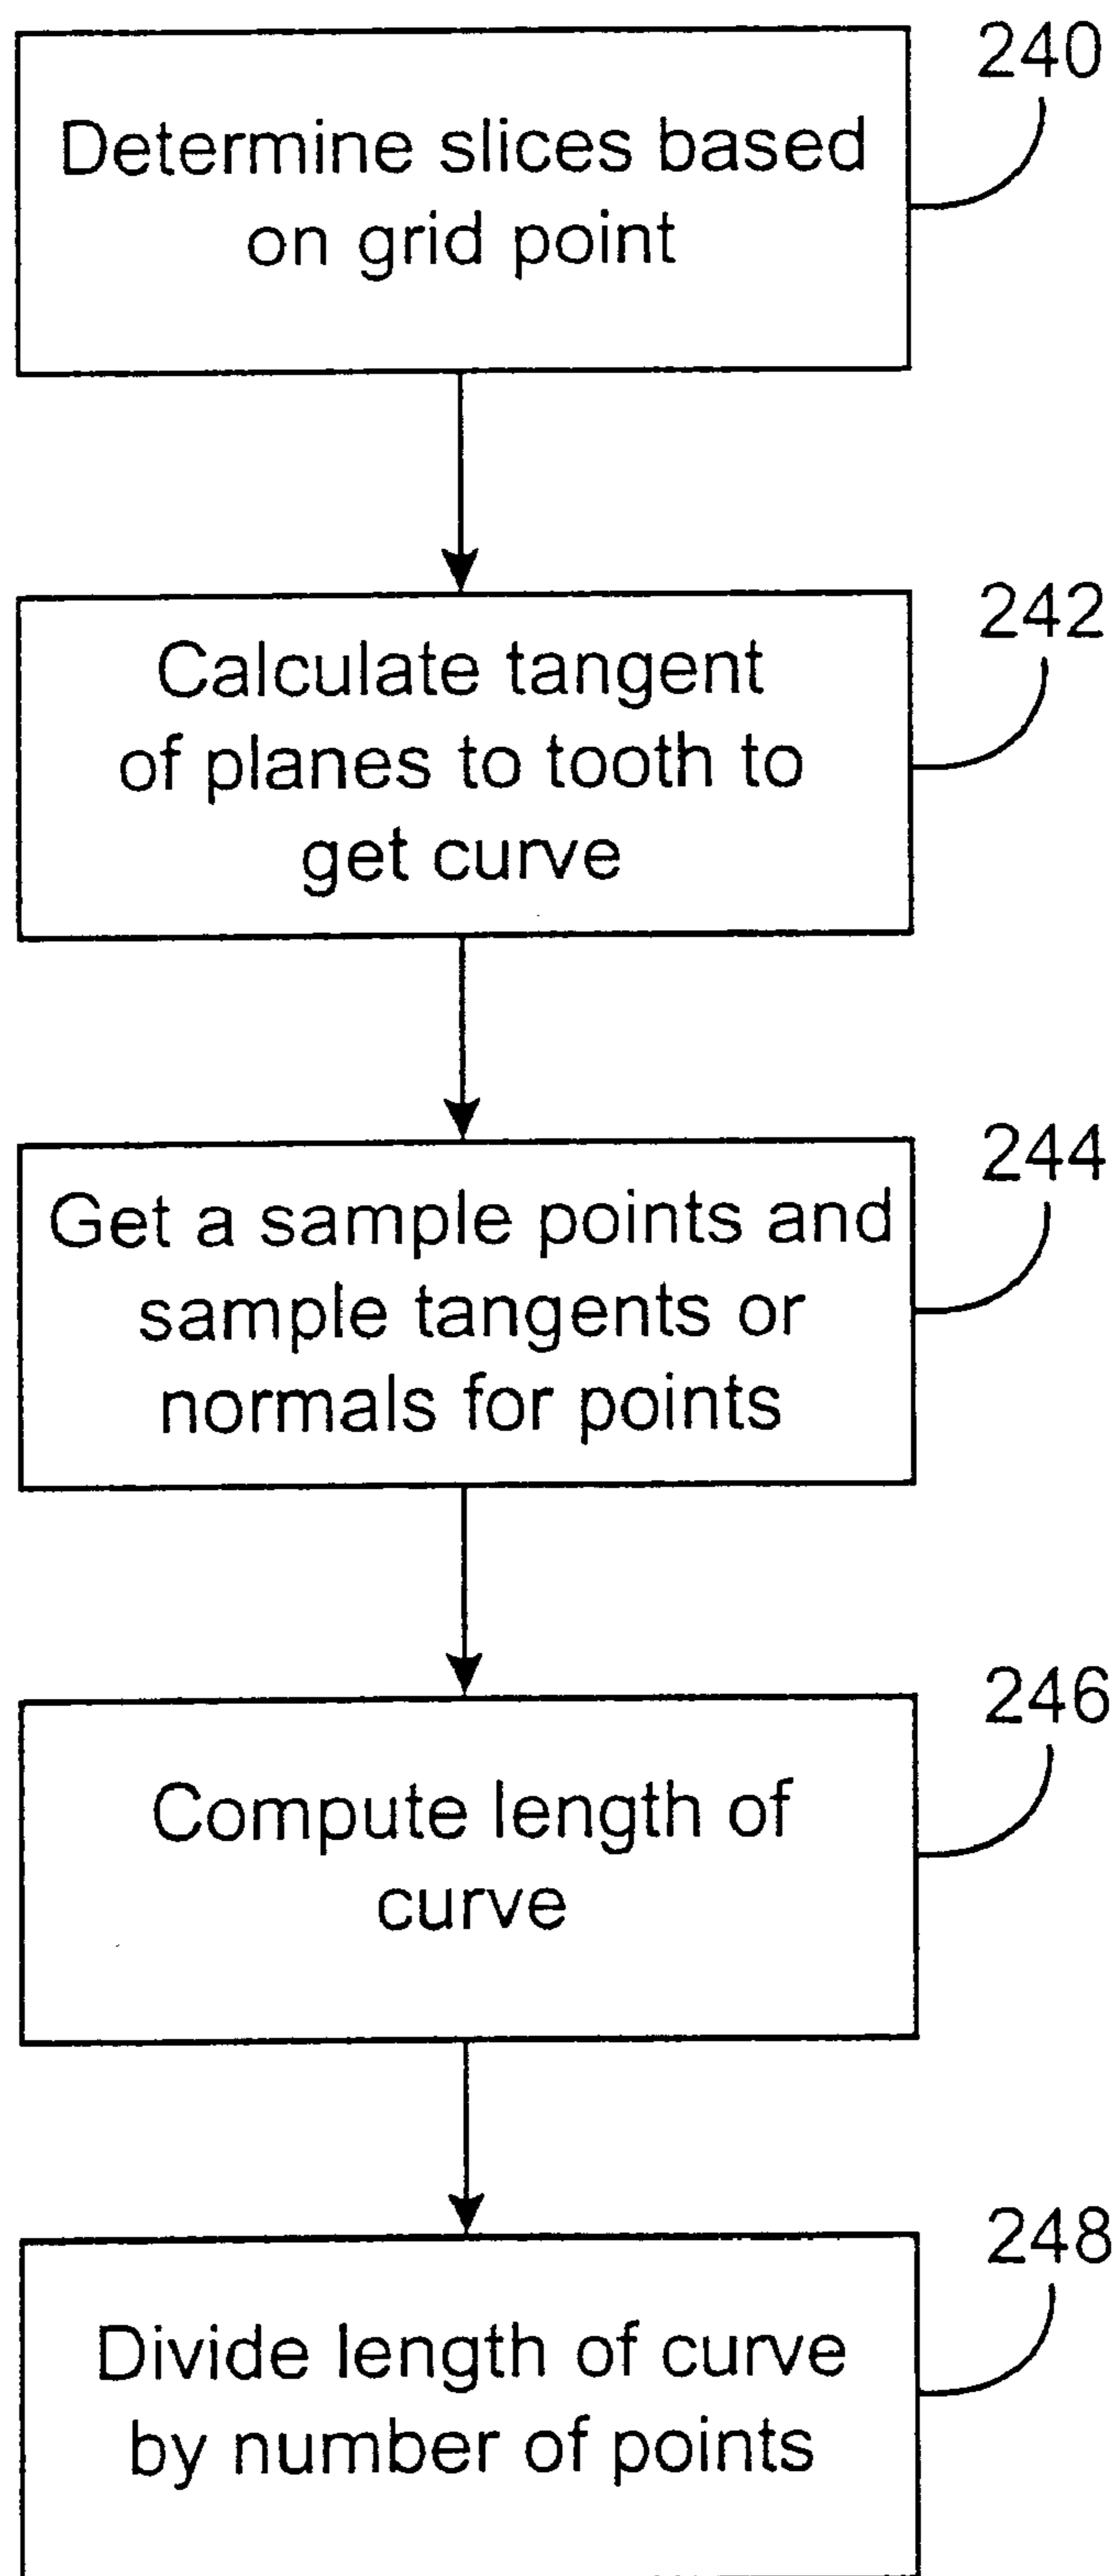 240
Determine slices based
on grid point
242
Calculate tangent
of planes to tooth to
get curve
244
Get a sample points and
sample tangents or
normals for points
246
Compute length of
curve
248
Divide length of curve
by number of points